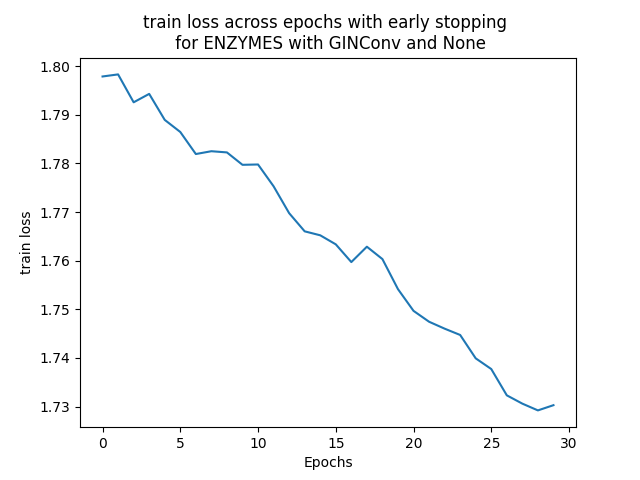 train loss across epochs with early stopping
for ENZYMES with GINConv and None
1.80
1.79
1.78
1.77
1.76
1.75
1.74
1.73
train loss
0 5 10 15 20 25 30
Epochs